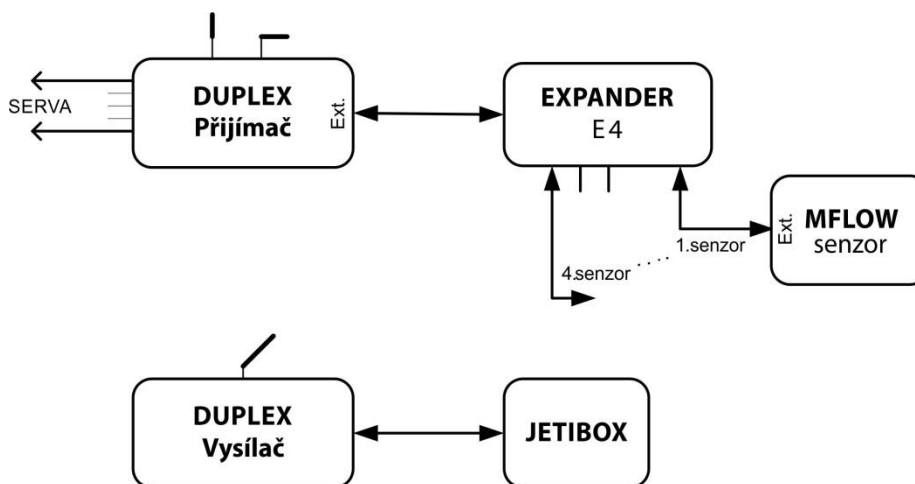 SERVA
DUPLEX
Přijímač
Ext.
EXPANDER
E4
1.senzor
4.senzor
Ext.
MFLOW
senzor
DUPLEX
Vysílač
JETIBOX